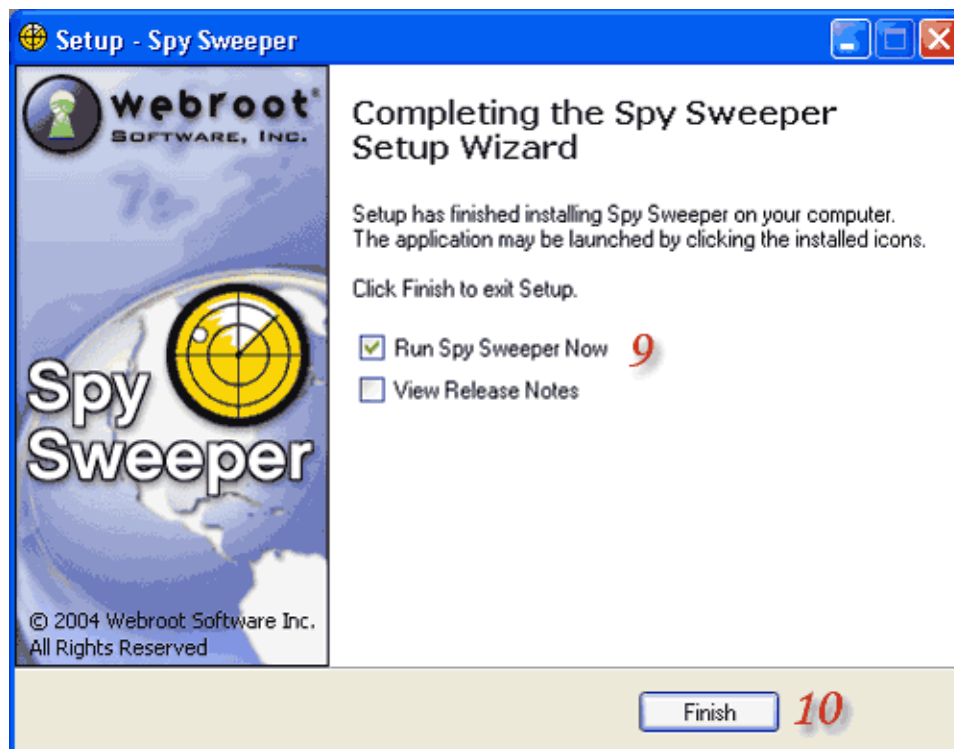 Setup - Spy Sweeper
webroot®
SOFTWARE, INC.
Spy
Sweeper
© 2004 Webroot Software Inc.
All Rights Reserved
Completing the Spy Sweeper
Setup Wizard
Setup has finished installing Spy Sweeper on your computer.
The application may be launched by clicking the installed icons.
Click Finish to exit Setup.
Run Spy Sweeper Now 9
View Release Notes
Finish 10